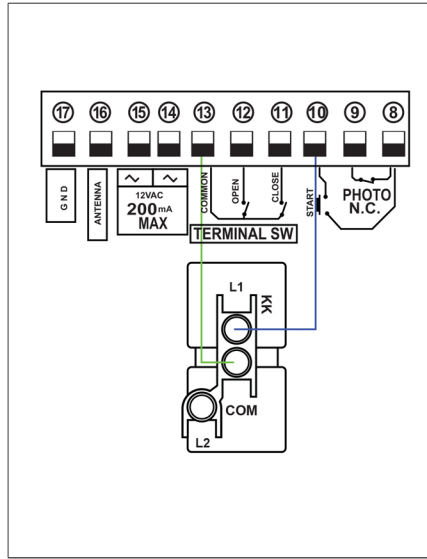 17 16 15 14 13 12 11 10 9 8
GND
ANTENNA
~ ~
12VAC
200mA
MAX
COMMON
OPEN
CLOSE
START
PHOTO
N.C.
TERMINAL SW
L1
KK
COM
L2